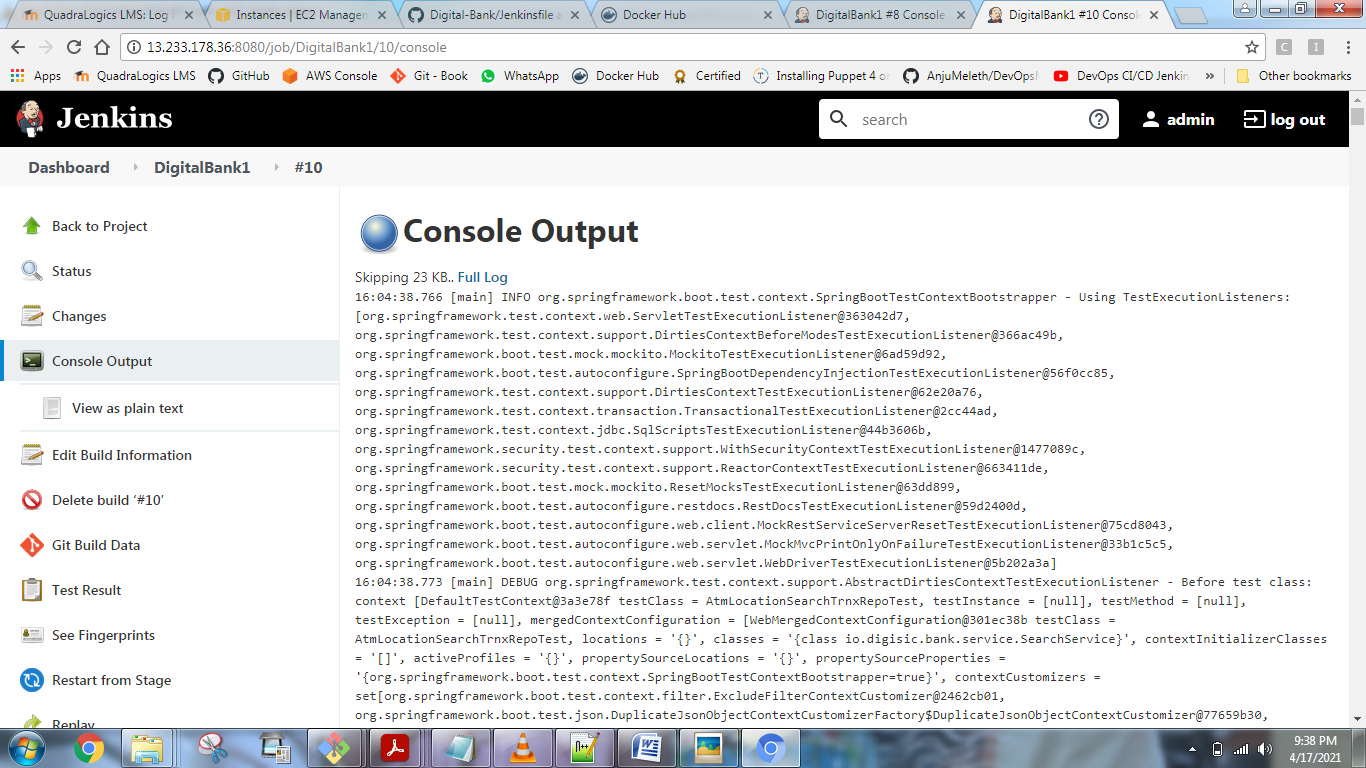 QuadraLogics LMS: Log i
Instances | EC2 Managem
Digital-Bank/Jenkinsfile a
Docker Hub
DigitalBank1 #8 Console
DigitalBank1 #10 Conso
13.233.178.36:8080/job/DigitalBank1/10/console
Apps
QuadraLogics LMS
GitHub
AWS Console
Git - Book
WhatsApp
Docker Hub
Certified
Installing Puppet 4 or
AnjuMeleth/DevOps
DevOps CI/CD Jenkin
»
Other bookmarks
Jenkins
search
admin
log out
Dashboard
DigitalBank1
#10
Back to Project
Status
Changes
Console Output
View as plain text
Edit Build Information
Delete build ‘#10’
Git Build Data
Test Result
See Fingerprints
Restart from Stage
Replay
Console Output
Skipping 23 KB.. Full Log
16:04:38.766 [main] INFO org.springframework.boot.test.context.SpringBootTestContextBootstrapper - Using TestExecutionListeners:
[org.springframework.test.context.web.ServletTestExecutionListener@363042d7,
org.springframework.test.context.support.DirtiesContextBeforeModesTestExecutionListener@366ac49b,
org.springframework.boot.test.mock.mockito.MockitoTestExecutionListener@6ad59d92,
org.springframework.boot.test.autoconfigure.SpringBootDependencyInjectionTestExecutionListener@56f0cc85,
org.springframework.test.context.support.DirtiesContextTestExecutionListener@62e20a76,
org.springframework.test.context.transaction.TransactionalTestExecutionListener@2cc44ad,
org.springframework.test.context.jdbc.SqlScriptsTestExecutionListener@44b3606b,
org.springframework.security.test.context.support.WithSecurityContextTestExecutionListener@1477089c,
org.springframework.security.test.context.support.ReactorContextTestExecutionListener@663411de,
org.springframework.boot.test.mock.mockito.ResetMocksTestExecutionListener@63dd899,
org.springframework.boot.test.autoconfigure.restdocs.RestDocsTestExecutionListener@59d2400d,
org.springframework.boot.test.autoconfigure.web.client.MockRestServiceServerResetTestExecutionListener@75cd8043,
org.springframework.boot.test.autoconfigure.web.servlet.MockMvcPrintOnlyOnFailureTestExecutionListener@33b1c5c5,
org.springframework.boot.test.autoconfigure.web.servlet.WebDriverTestExecutionListener@5b202a3a]
16:04:38.773 [main] DEBUG org.springframework.test.context.support.AbstractDirtiesContextTestExecutionListener - Before test class:
context [DefaultTestContext@3a3e78f testClass = AtmLocationSearchTrnxRepoTest, testInstance = [null], testMethod = [null],
testException = [null], mergedContextConfiguration = [WebMergedContextConfiguration@301ec38b testClass =
AtmLocationSearchTrnxRepoTest, locations = '{}', classes = '{class io.digisic.bank.service.SearchService}', contextInitializerClasses
= '[]', activeProfiles = '{}', propertySourceLocations = '{}', propertySourceProperties =
'{org.springframework.boot.test.context.SpringBootTestContextBootstrapper=true}', contextCustomizers =
set[org.springframework.boot.test.context.filter.ExcludeFilterContextCustomizer@2462cb01,
org.springframework.boot.test.json.DuplicateJsonObjectContextCustomizerFactory$DuplicateJsonObjectContextCustomizer@77659b30,
9:38 PM
4/17/2021